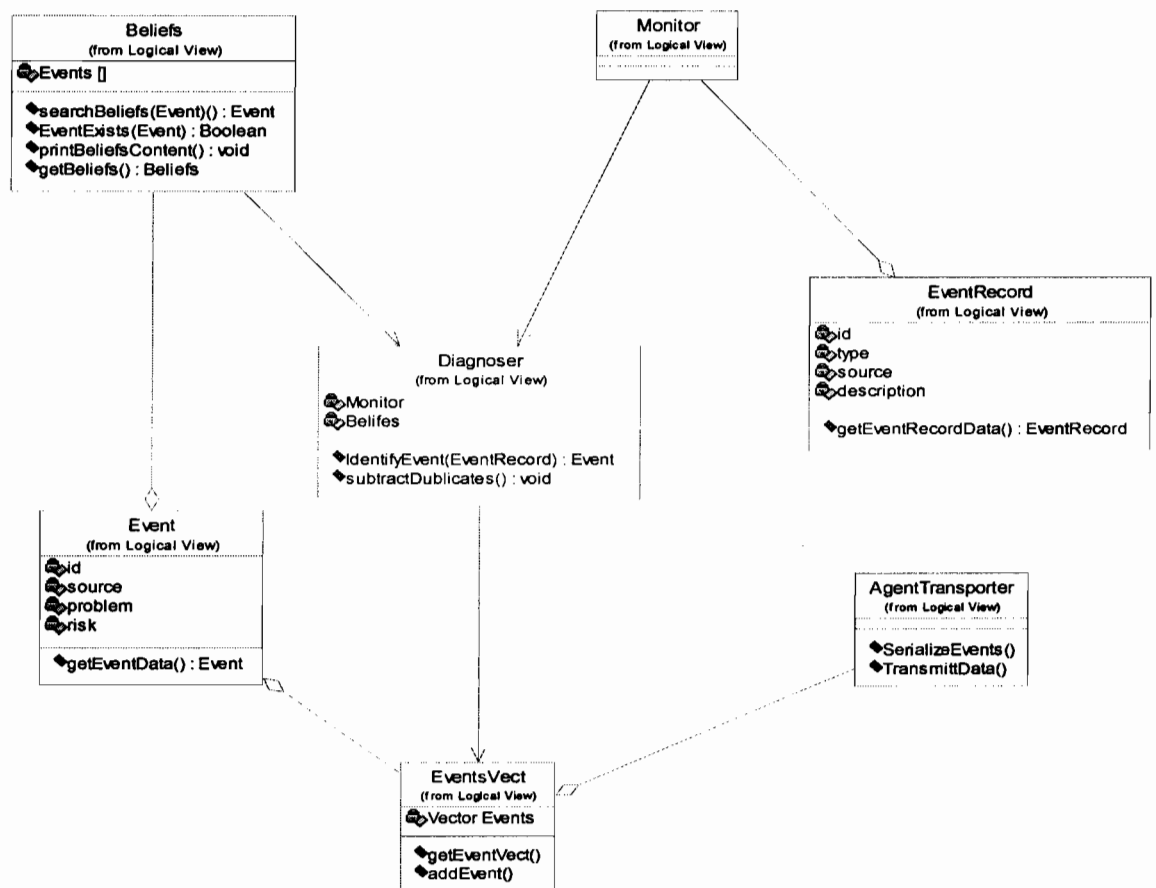 Beliefs
(from Logical View)
Events []
searchBeliefs(Event)() : Event
EventExists(Event) : Boolean
printBeliefsContent() : void
getBeliefs() : Beliefs
Monitor
(from Logical View)
EventRecord
(from Logical View)
id
type
source
description
getEventRecordData() : EventRecord
Diagnoser
(from Logical View)
Monitor
Belifes
IdentifyEvent(EventRecord) : Event
subtractDublicates() : void
Event
(from Logical View)
id
source
problem
risk
getEventData() : Event
AgentTransporter
(from Logical View)
SerializeEvents()
TransmittData()
EventsVect
(from Logical View)
Vector Events
getEventVect()
addEvent()